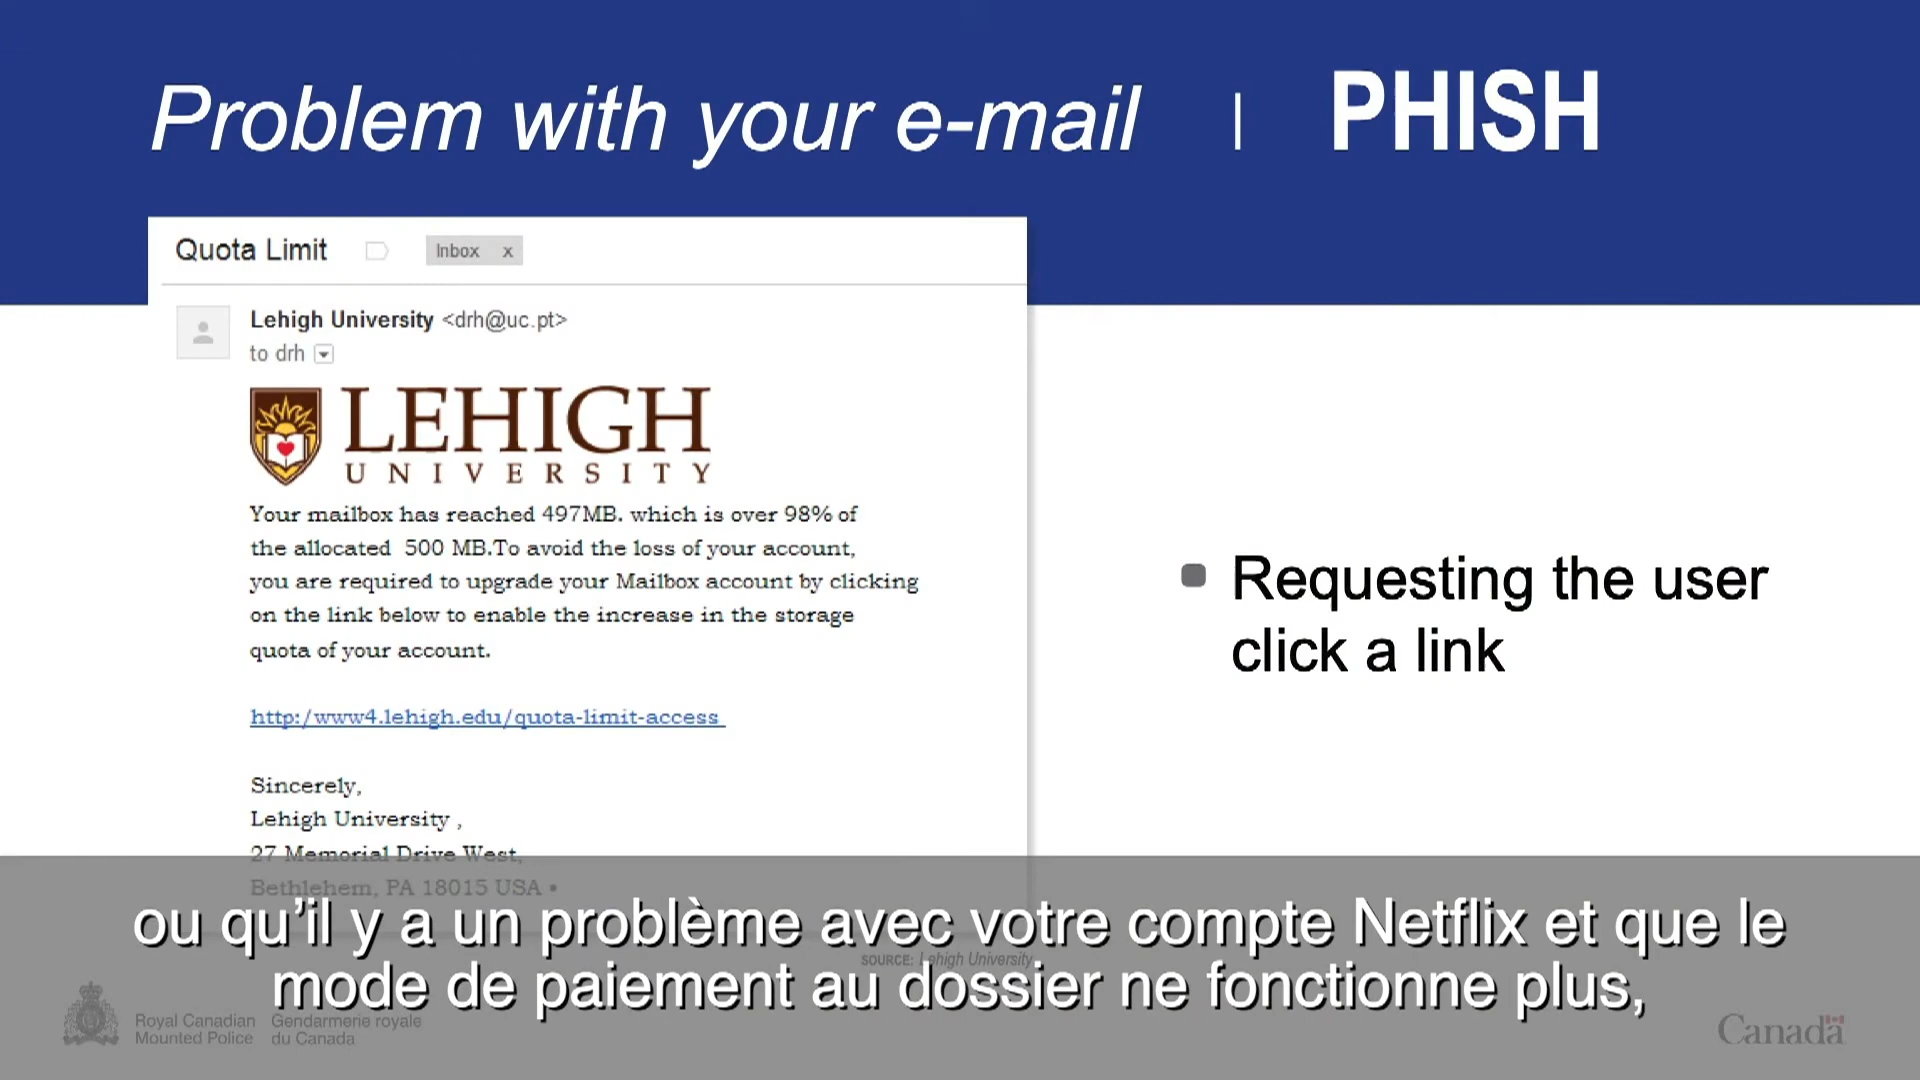 Problem with your e-mail | PHISH
Quota Limit
Inbox x
Lehigh University <drh@uc.pt>
to drh
LEHIGH
UNIVERSITY
Your mailbox has reached 497MB. which is over 98% of
the allocated  500 MB.To avoid the loss of your account,
you are required to upgrade your Mailbox account by clicking
on the link below to enable the increase in the storage
quota of your account.
http:/www4.lehigh.edu/quota-limit-access
Sincerely,
Lehigh University ,
27 Memorial Drive West,
Bethlehem, PA 18015 USA •
Requesting the user
click a link
ou qu’il y a un problème avec votre compte Netflix et que le
mode de paiement au dossier ne fonctionne plus,
SOURCE: Lehigh University
Royal Canadian
Mounted Police
Gendarmerie royale
du Canada
Canada